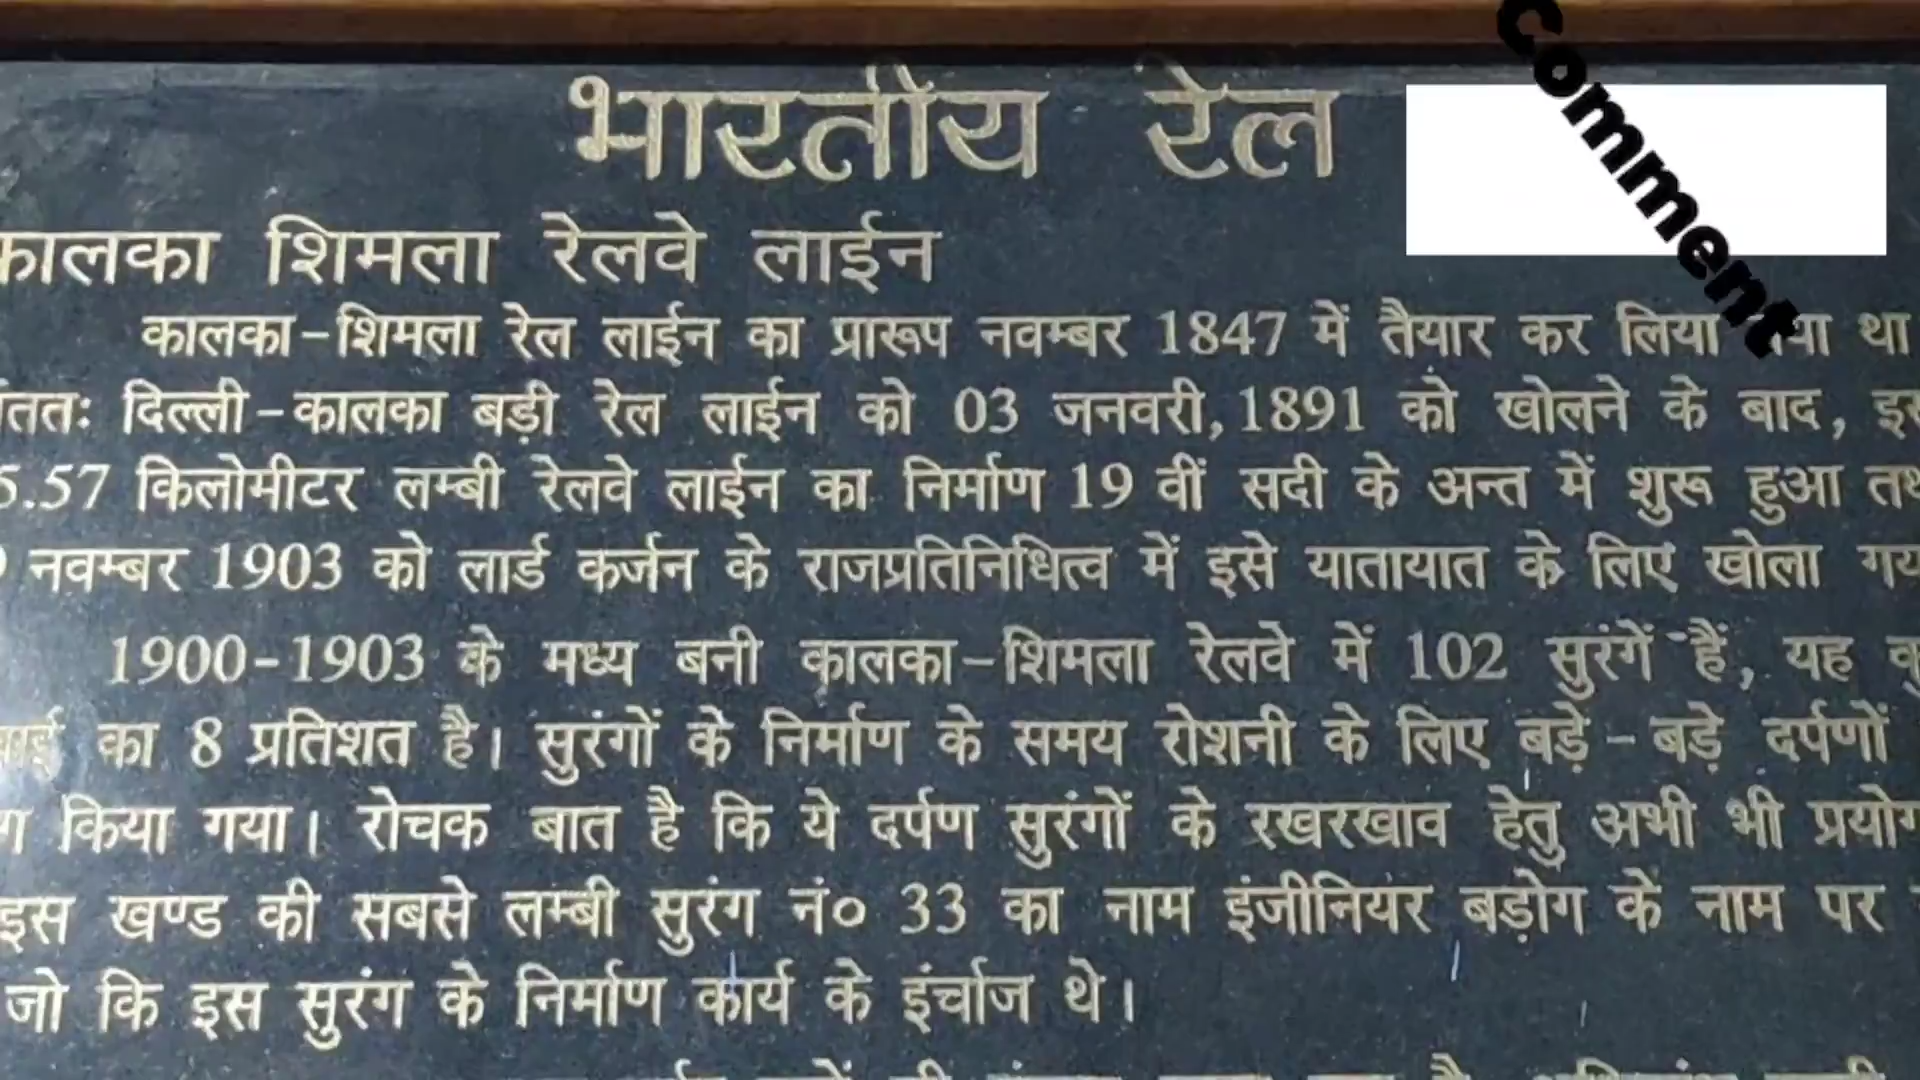 भारतीय रेल
Comment
कालका शिमला रेलवे लाईन
कालका-शिमला रेल लाईन का प्रारूप नवम्बर 1847 में तैयार कर लिया था
दिल्ली-कालका बड़ी रेल लाईन को 03 जनवरी, 1891 को खोलने के बाद,
5.57 किलोमीटर लम्बी रेलवे लाईन का निर्माण 19 वीं सदी के अन्त में शुरू हुआ
नवम्बर 1903 को लार्ड कर्जन के राजप्रतिनिधित्व में इसे यातायात के लिए खोला
1900-1903 के मध्य बनी कालका-शिमला रेलवे में 102 सुरंगें हैं, यह
का 8 प्रतिशत है। सुरंगों के निर्माण के समय रोशनी के लिए बड़े-बड़े दर्पणों
किया गया। रोचक बात है कि ये दर्पण सुरंगों के रखरखाव हेतु अभी भी
इस खण्ड की सबसे लम्बी सुरंग नं० 33 का नाम इंजीनियर बड़ोग के नाम पर
जो कि इस सुरंग के निर्माण कार्य के इंर्चाज थे।